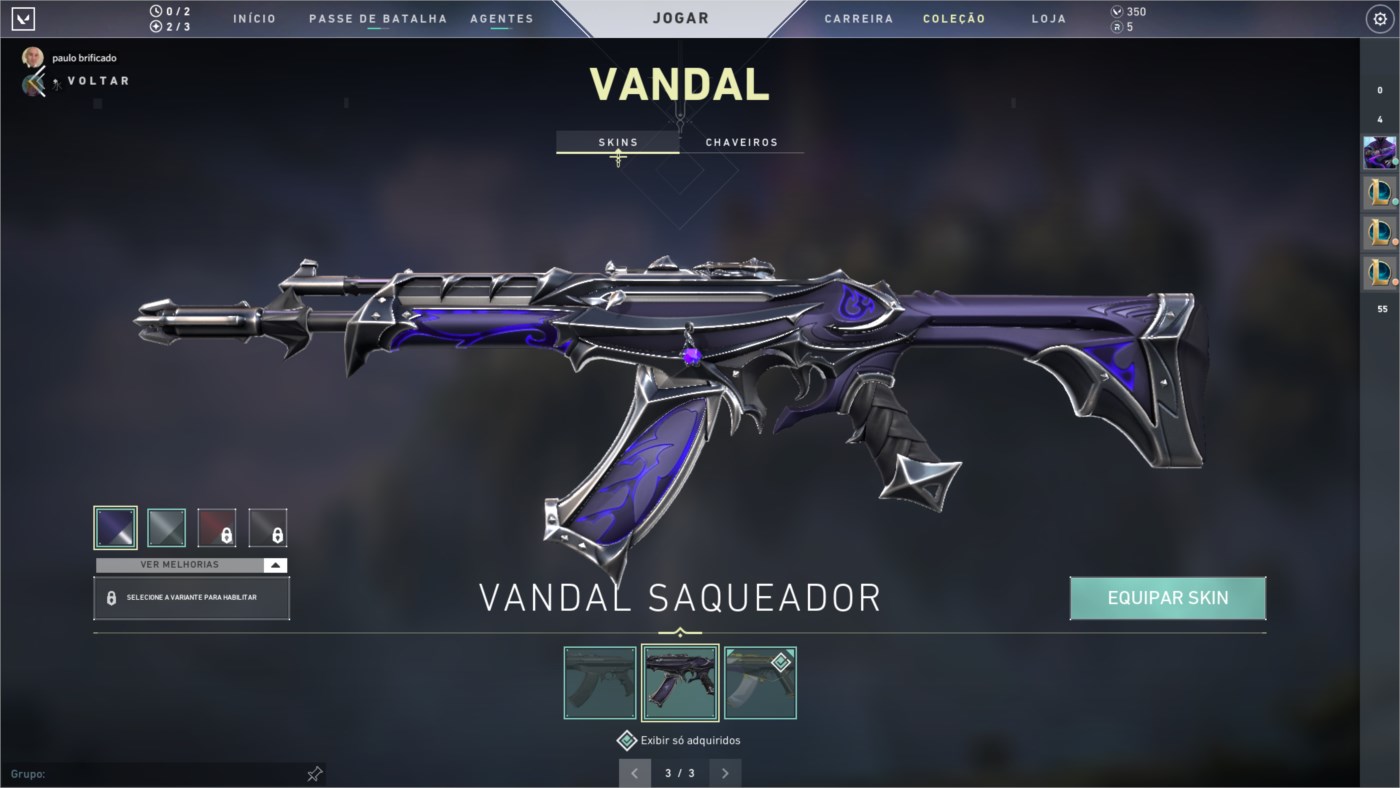 0 / 2
2 / 3
INÍCIO
PASSE DE BATALHA
AGENTES
JOGAR
CARREIRA
COLEÇÃO
LOJA
350
5
paulo brificado
VOLTAR
VANDAL
SKINS
CHAVEIROS
0
4
55
VER MELHORIAS
SELECIONE A VARIANTE PARA HABILITAR
VANDAL SAQUEADOR
EQUIPAR SKIN
Exibir só adquiridos
Grupo:
3 / 3